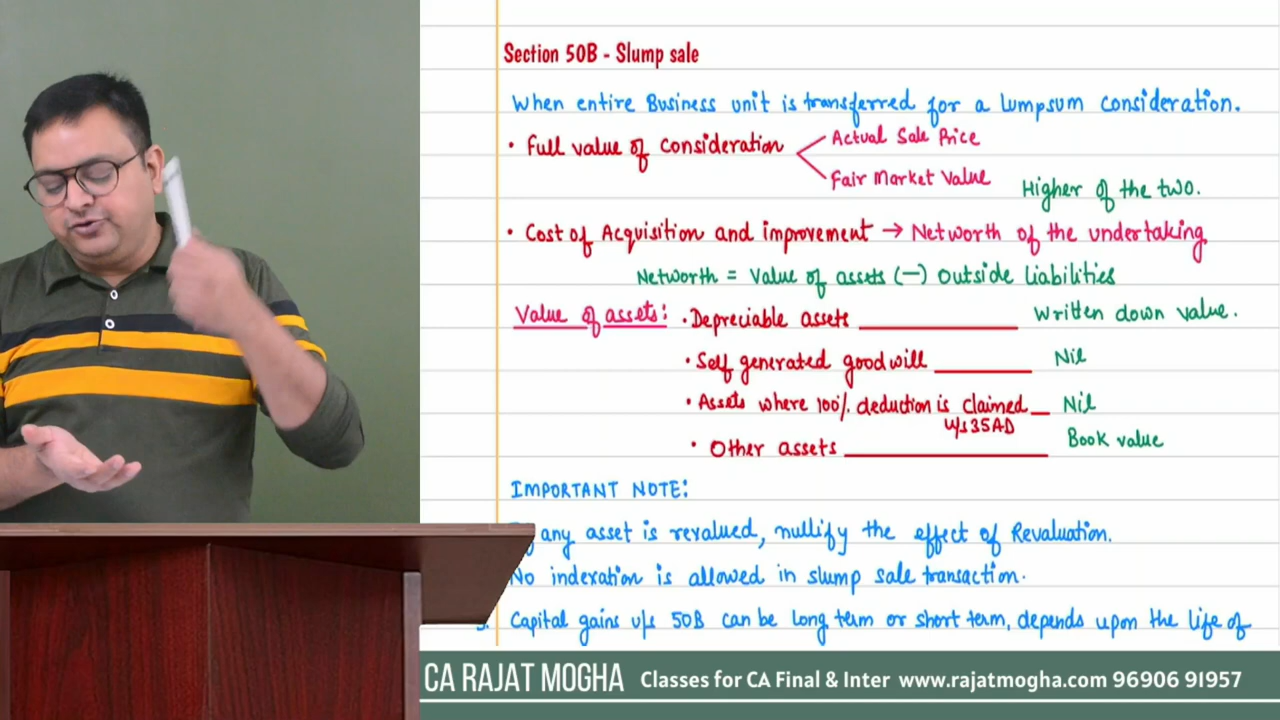 Section 50B - Slump sale
When entire Business unit is transferred for a lumpsum consideration.
• Full value of consideration
Actual Sale Price
Fair Market Value
Higher of the two.
• Cost of Acquisition and improvement → Networth of the undertaking
Networth = Value of assets (—) Outside liabilities
Value of assets: • Depreciable assets Written down value.
• Self generated goodwill Nil
• Assets where 100% deduction is claimed Nil
u/s 35AD
• Other assets Book value
IMPORTANT NOTE:
any asset is revalued, nullify the effect of Revaluation.
No indexation is allowed in slump sale transaction.
Capital gains u/s 50B can be long term or short term, depends upon the life of
CA RAJAT MOGHA Classes for CA Final & Inter www.rajatmogha.com 96906 91957